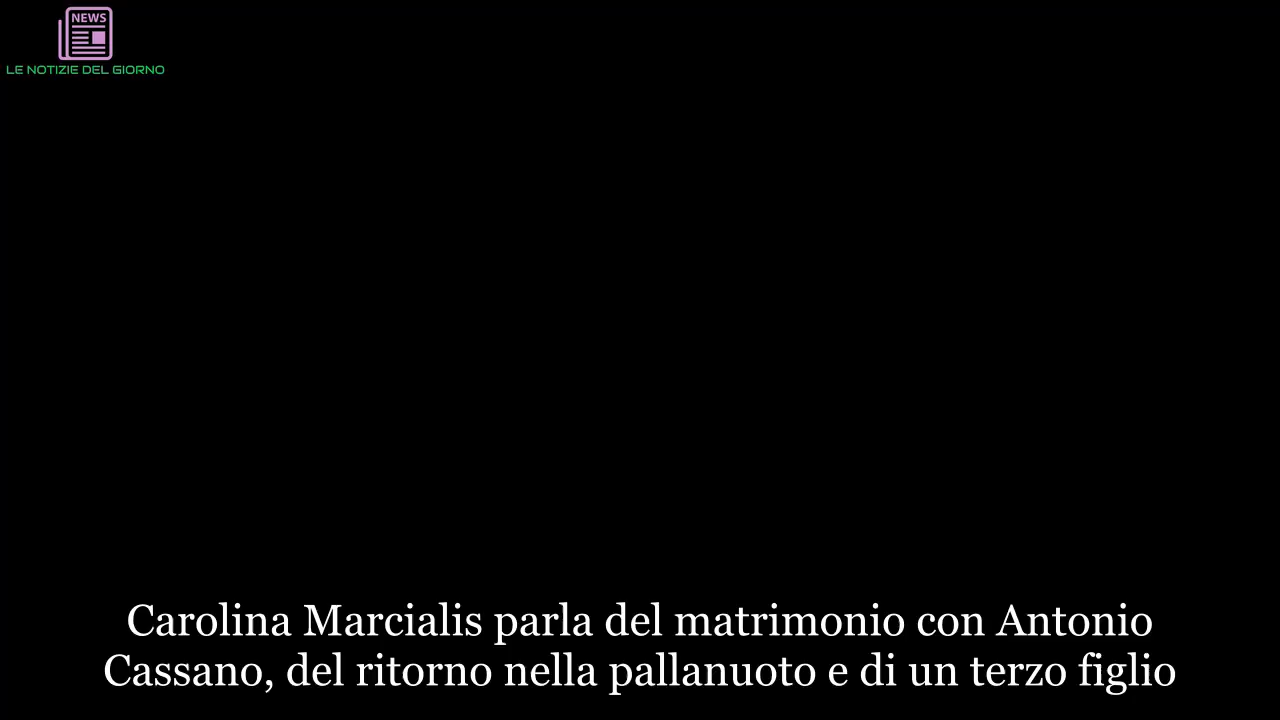 NEWS
LE NOTIZIE DEL GIORNO
Carolina Marcialis parla del matrimonio con Antonio
Cassano, del ritorno nella pallanuoto e di un terzo figlio